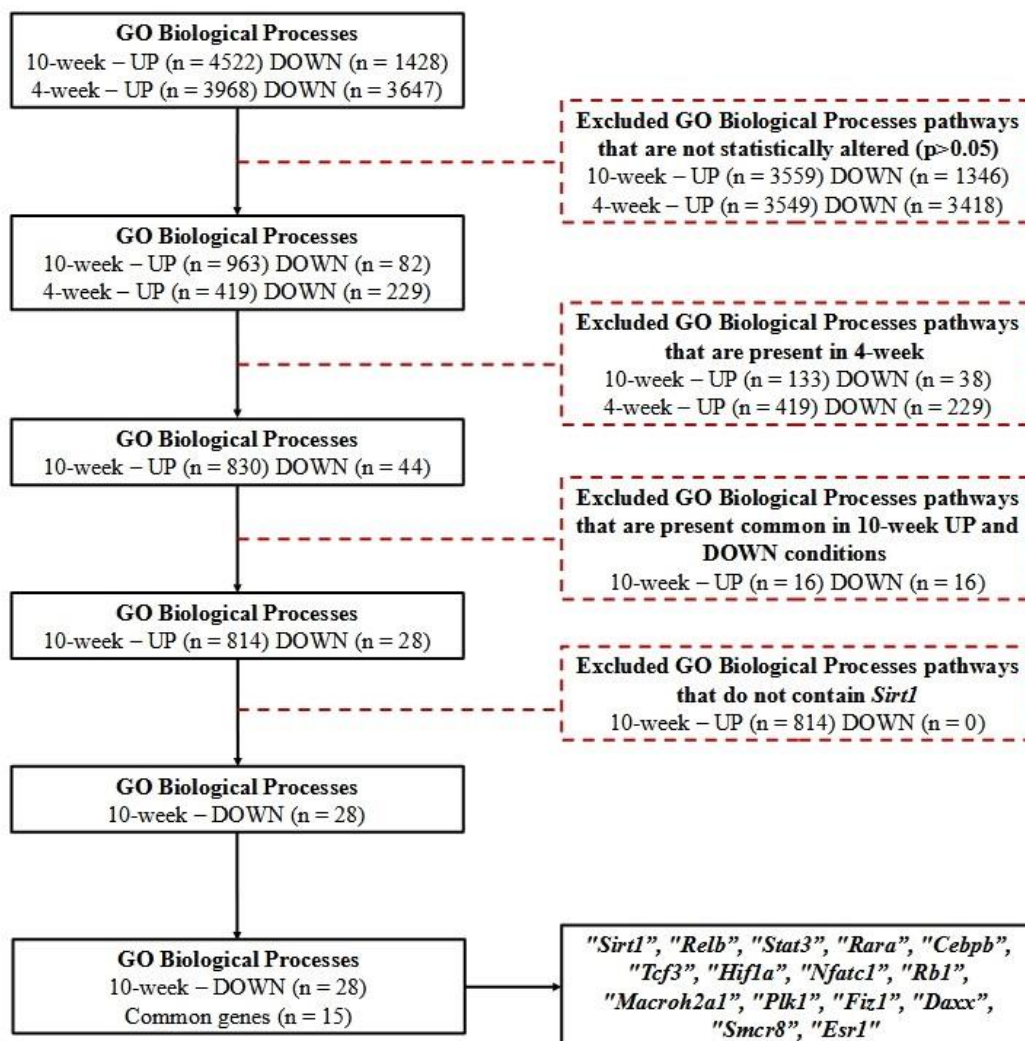 GO Biological Processes
10-week – UP (n = 4522) DOWN (n = 1428)
4-week – UP (n = 3968) DOWN (n = 3647)
Excluded GO Biological Processes pathways
that are not statistically altered (p>0.05)
10-week – UP (n = 3559) DOWN (n = 1346)
4-week – UP (n = 3549) DOWN (n = 3418)
GO Biological Processes
10-week – UP (n = 963) DOWN (n = 82)
4-week – UP (n = 419) DOWN (n = 229)
Excluded GO Biological Processes pathways
that are present in 4-week
10-week – UP (n = 133) DOWN (n = 38)
4-week – UP (n = 419) DOWN (n = 229)
GO Biological Processes
10-week – UP (n = 830) DOWN (n = 44)
Excluded GO Biological Processes pathways
that are present common in 10-week UP and
DOWN conditions
10-week – UP (n = 16) DOWN (n = 16)
GO Biological Processes
10-week – UP (n = 814) DOWN (n = 28)
Excluded GO Biological Processes pathways
that do not contain Sirt1
10-week – UP (n = 814) DOWN (n = 0)
GO Biological Processes
10-week – DOWN (n = 28)
GO Biological Processes
10-week – DOWN (n = 28)
Common genes (n = 15)
"Sirt1”, "Relb”, "Stat3”, "Rara”, "Cebpb”,
"Tcf3”, "Hif1a”, "Nfatc1”, "Rb1”,
"Macroh2a1”, "Plk1”, "Fiz1”, "Daxx”,
"Smcr8”, "Esr1"